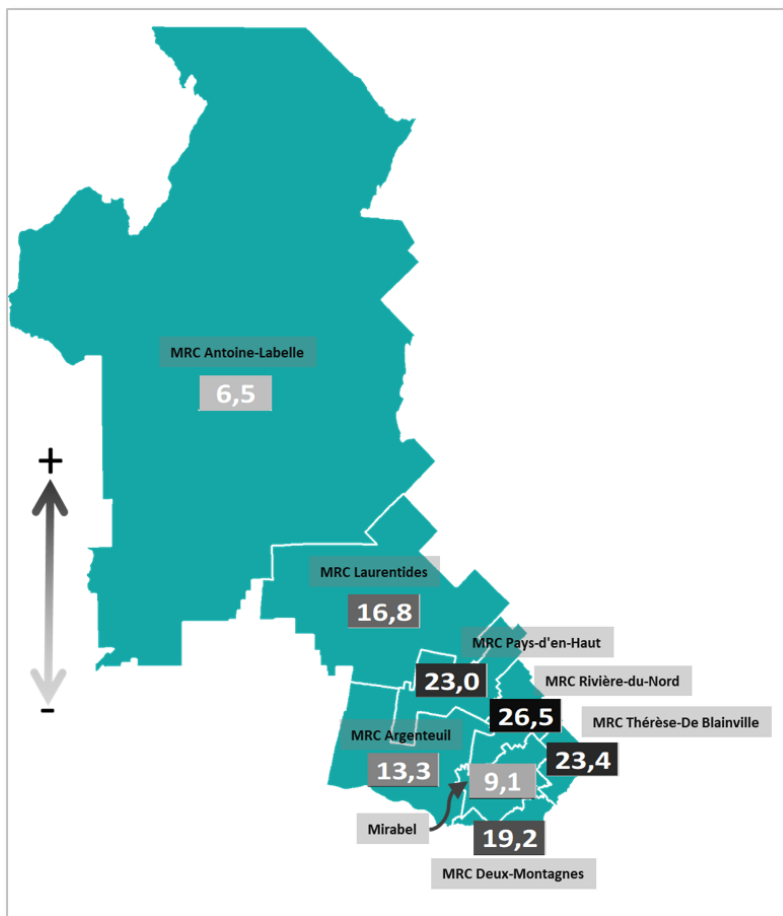 MRC Antoine-Labelle
6,5
+
-
MRC Laurentides
16,8
MRC Pays-d'en-Haut
23,0
MRC Rivière-du-Nord
26,5
MRC Thérèse-De Blainville
23,4
MRC Argenteuil
13,3
9,1
Mirabel
19,2
MRC Deux-Montagnes